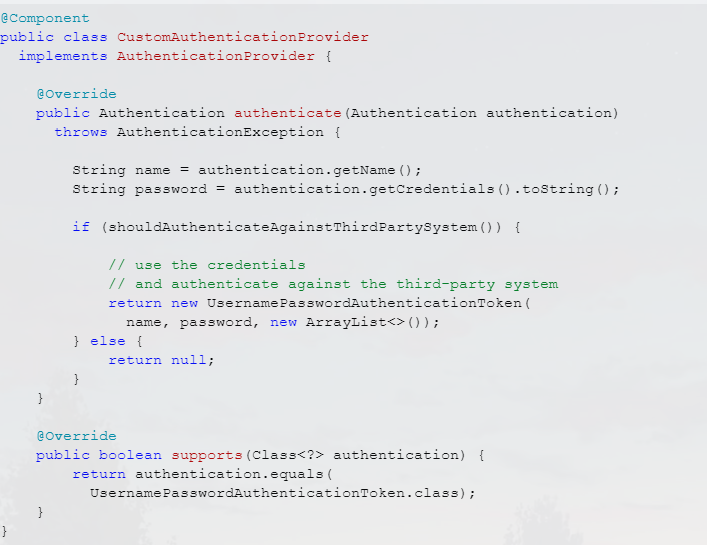 @Component
public class CustomAuthenticationProvider
  implements AuthenticationProvider {

    @Override
    public Authentication authenticate(Authentication authentication)
      throws AuthenticationException {

        String name = authentication.getName();
        String password = authentication.getCredentials().toString();

        if (shouldAuthenticateAgainstThirdPartySystem()) {

            // use the credentials
            // and authenticate against the third-party system
            return new UsernamePasswordAuthenticationToken(
              name, password, new ArrayList<>());
        } else {
            return null;
        }
    }

    @Override
    public boolean supports(Class<?> authentication) {
        return authentication.equals(
          UsernamePasswordAuthenticationToken.class);
    }
}